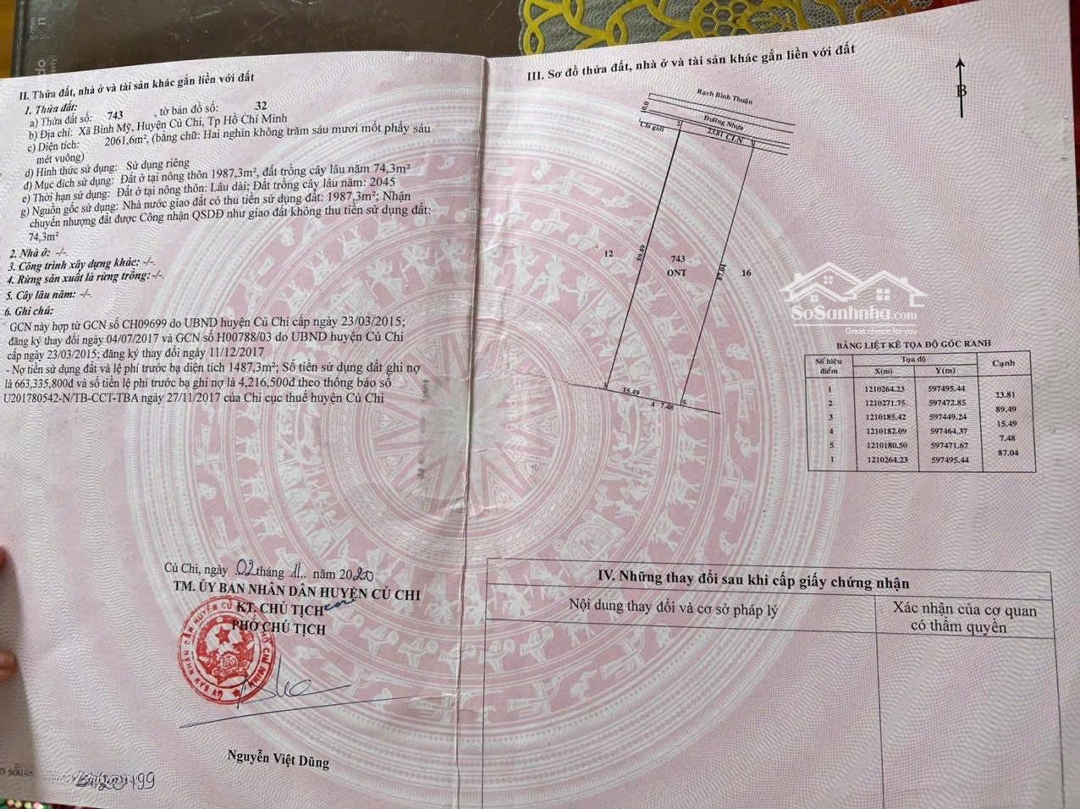 II. Thửa đất, nhà ở và tài sản khác gắn liền với đất
1. Thửa đất:
a) Thửa đất số: 743 , tờ bản đồ số: 32
b) Địa chỉ: Xã Bình Mỹ, Huyện Củ Chi, Tp Hồ Chí Minh
c) Diện tích: 2061,6m², (bằng chữ: Hai nghìn không trăm sáu mươi mốt phẩy sáu
mét vuông)
d) Hình thức sử dụng: Sử dụng riêng
đ) Mục đích sử dụng: Đất ở tại nông thôn 1987,3m², đất trồng cây lâu năm 74,3m²
e) Thời hạn sử dụng: Đất ở tại nông thôn: Lâu dài; Đất trồng cây lâu năm: 2045
g) Nguồn gốc sử dụng: Nhà nước giao đất có thu tiền sử dụng đất: 1987,3m²; Nhận
chuyển nhượng đất được Công nhận QSDĐ như giao đất không thu tiền sử dụng đất:
74,3m²
2. Nhà ở: -/-.
3. Công trình xây dựng khác: -/-.
4. Rừng sản xuất là rừng trồng: -/-.
5. Cây lâu năm: -/-.
6. Ghi chú:
GCN này hợp từ GCN số CH09699 do UBND huyện Củ Chi cấp ngày 23/03/2015;
đăng ký thay đổi ngày 04/07/2017 và GCN số H00788/03 do UBND huyện Củ Chi
cấp ngày 23/03/2015; đăng ký thay đổi ngày 11/12/2017
- Nợ tiền sử dụng đất và lệ phí trước bạ diện tích 1487,3m²; Số tiền sử dụng đất ghi nợ
là 663,335,800đ và số tiền lệ phí trước bạ ghi nợ là 4,216,500đ theo thông báo số
U201780542-N/TB-CCT-TBA ngày 27/11/2017 của Chi cục thuế huyện Củ Chi
Củ Chi, ngày 02 tháng 11. năm 2020
TM. ỦY BAN NHÂN DÂN HUYỆN CỦ CHI
KT. CHỦ TỊCH
PHÓ CHỦ TỊCH
Nguyễn Việt Dũng
III. Sơ đồ thửa đất, nhà ở và tài sản khác gắn liền với đất
B
Rạch Bình Thuận
10.0
Đường Nhựa
Chỉ giới
2 23.81 CLN 1
12
89.49
743
ONT
87.04
16
3 15.49
4 7.48 5
SoSanhnha.com
Great choice for you
BẢNG LIỆT KÊ TỌA ĐỘ GÓC RANH
Số hiệu điểm Tọa độ Cạnh
X(m) Y(m)
1 1210264.23 597495.44
23.81
2 1210271.75 597472.85
89.49
3 1210185.42 597449.24
15.49
4 1210182.09 597464.37
7.48
5 1210180.50 597471.67
87.04
1 1210264.23 597495.44
IV. Những thay đổi sau khi cấp giấy chứng nhận
Nội dung thay đổi và cơ sở pháp lý
Xác nhận của cơ quan
có thẩm quyền